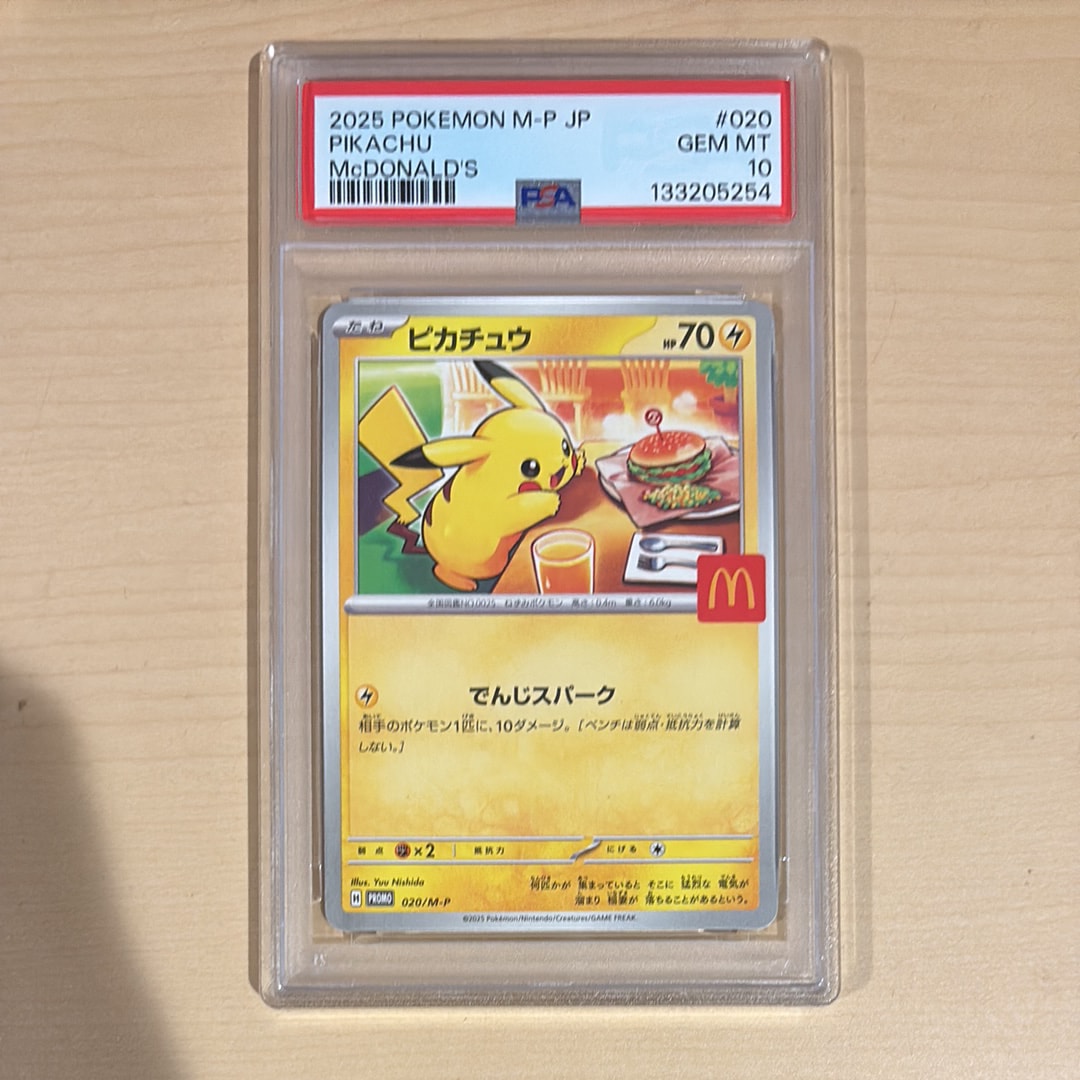 2025 POKEMON M-P JP #020
PIKACHU GEM MT
McDONALD'S 10
133205254
PSA
たね ピカチュウ HP 70
全国図鑑NO.0025 ねずみポケモン 高さ:0.4m 重さ:6.0kg
でんじスパーク
相手のポケモン1匹に、10ダメージ。[ベンチは弱点・抵抗力を計算
しない。]
弱点 ×2 抵抗力 にげる
Illus. Yuu Nishida
何匹かが 集まっていると そこに 猛烈な 電気が
溜まり 稲妻が 落ちることがあるという。
PROMO 020/M-P
©2025 Pokémon/Nintendo/Creatures/GAME FREAK.